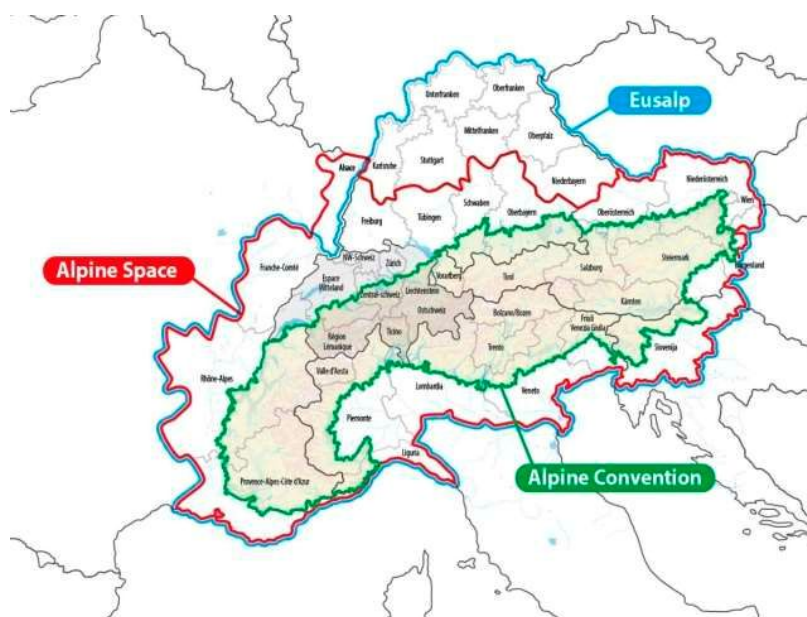 Unterfranken
Oberfranken
Eusalp
Mittelfranken
Oberpfalz
Karlsruhe
Stuttgart
Alsace
Niederbayern
Niederösterreich
Wien
Schwaben
Freiburg
Tübingen
Oberbayern
Oberösterreich
Alpine Space
Franche-Comté
NW-Schweiz
Zürich
Espace
Mittelland
Vorarlberg
Tirol
Salzburg
Steiermark
Burgenland
Zentralschweiz
Liechtenstein
Ostschweiz
Kärnten
Région
Lémanique
Ticino
Bolzano/Bozen
Friuli
Venezia Giulia
Trento
Slovenija
Rhône-Alpes
Valle d'Aosta
Lombardia
Veneto
Piemonte
Liguria
Alpine Convention
Provence-Alpes-Côte d'Azur